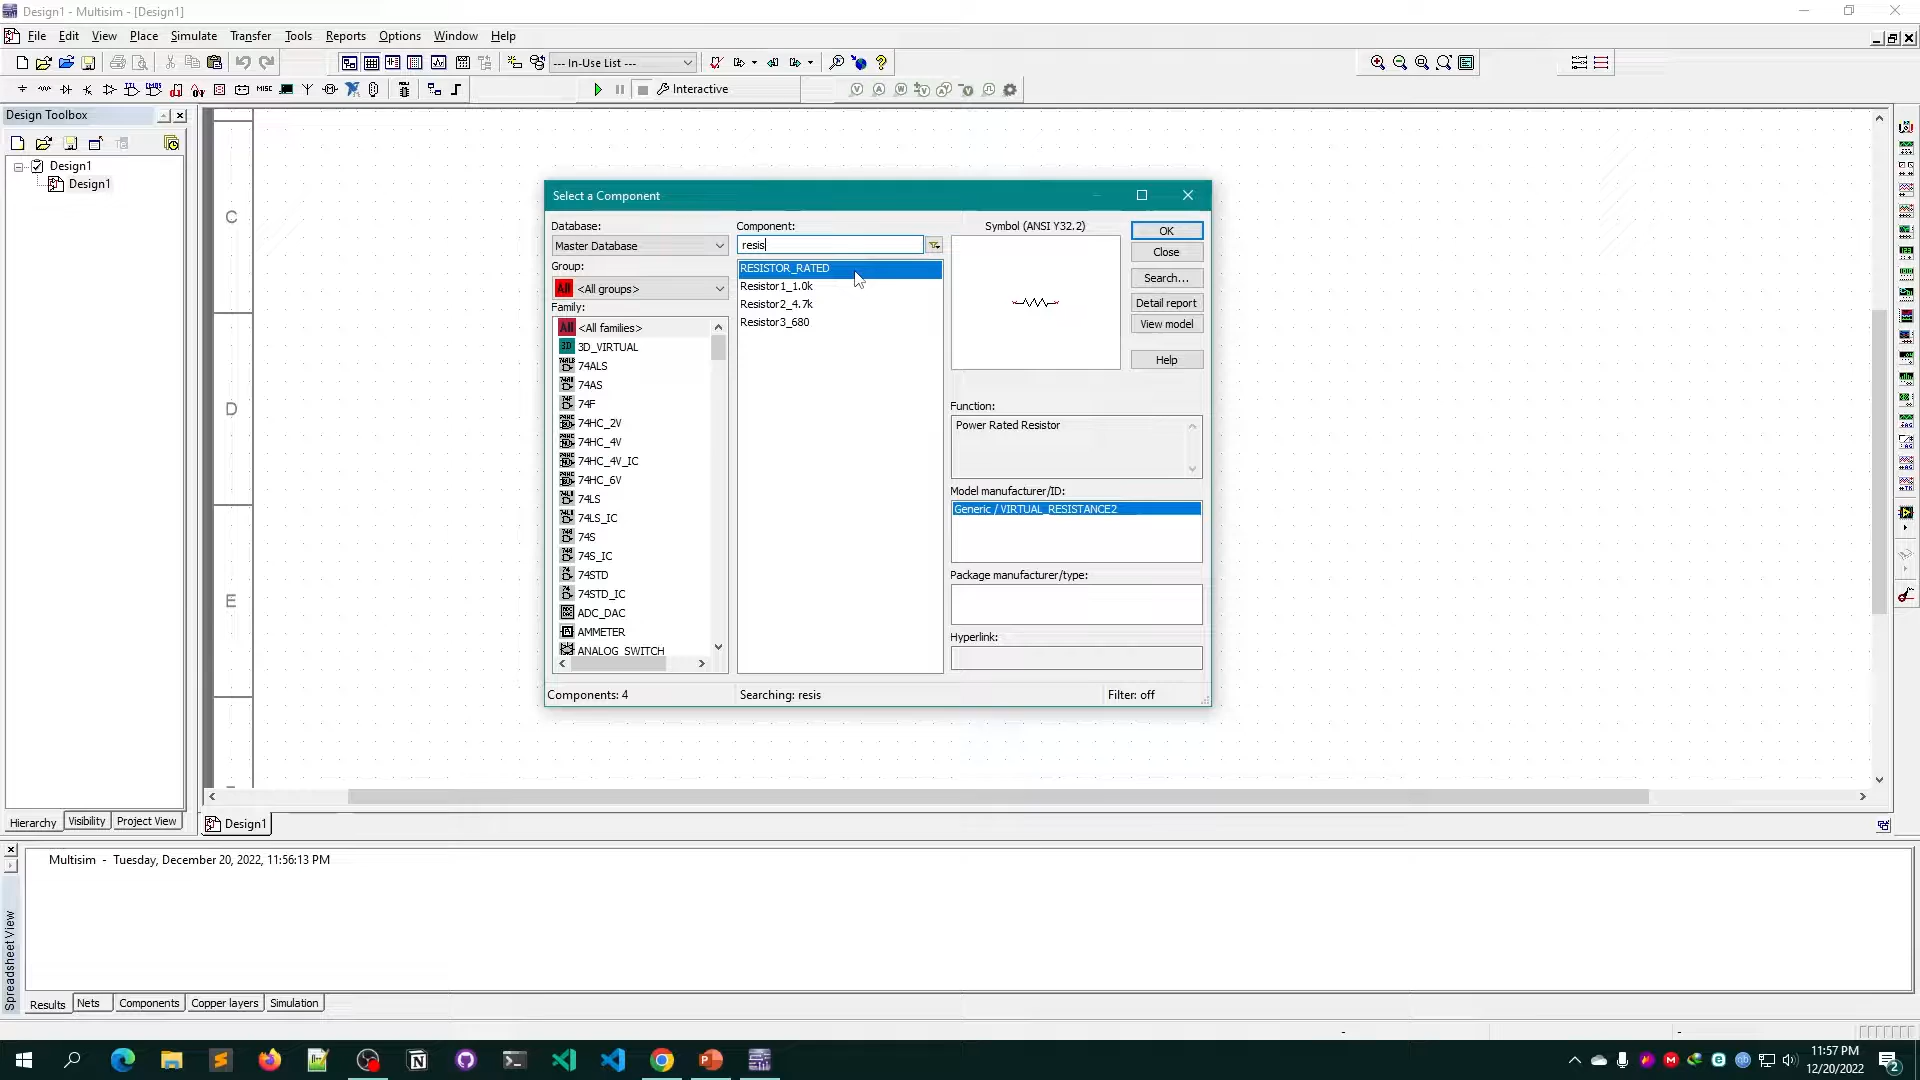 Design1 - Multisim - [Design1]
File Edit View Place Simulate Transfer Tools Reports Options Window Help
--- In-Use List ---
MISC Interactive
Design Toolbox
Design1
Design1
C
D
E
Select a Component
Database:
Master Database
Group:
All <All groups>
Family:
All <All families>
3D 3D_VIRTUAL
74ALS
74AS
74F
74HC_2V
74HC_4V
74HC_4V_IC
74HC_6V
74LS
74LS_IC
74S
74S_IC
74STD
74STD_IC
ADC_DAC
AMMETER
ANALOG_SWITCH
Component:
resis
RESISTOR_RATED
Resistor1_1.0k
Resistor2_4.7k
Resistor3_680
Symbol (ANSI Y32.2)
OK
Close
Search...
Detail report
View model
Help
Function:
Power Rated Resistor
Model manufacturer/ID:
Generic / VIRTUAL_RESISTANCE2
Package manufacturer/type:
Hyperlink:
Components: 4 Searching: resis Filter: off
Hierarchy Visibility Project View
Design1
Multisim - Tuesday, December 20, 2022, 11:56:13 PM
Spreadsheet View
Results Nets Components Copper layers Simulation
11:57 PM
12/20/2022
2